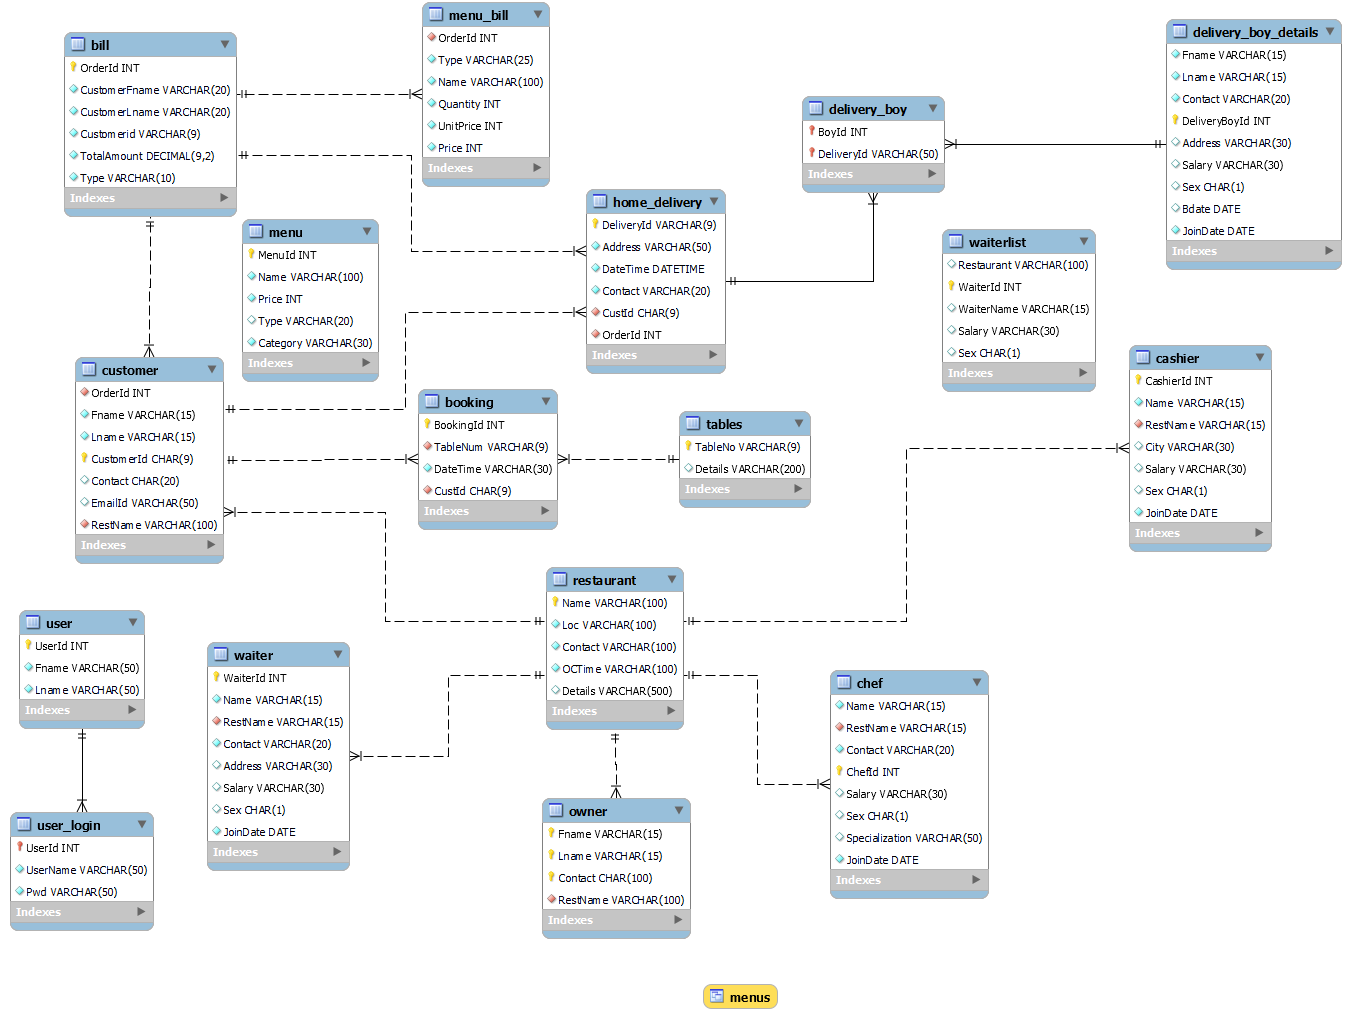 bill
OrderId INT
CustomerFname VARCHAR(20)
CustomerLname VARCHAR(20)
Customerid VARCHAR(9)
TotalAmount DECIMAL(9,2)
Type VARCHAR(10)
Indexes
menu_bill
OrderId INT
Type VARCHAR(25)
Name VARCHAR(100)
Quantity INT
UnitPrice INT
Price INT
Indexes
delivery_boy_details
Fname VARCHAR(15)
Lname VARCHAR(15)
Contact VARCHAR(20)
DeliveryBoyId INT
Address VARCHAR(30)
Salary VARCHAR(30)
Sex CHAR(1)
Bdate DATE
JoinDate DATE
Indexes
delivery_boy
BoyId INT
DeliveryId VARCHAR(50)
Indexes
home_delivery
DeliveryId VARCHAR(9)
Address VARCHAR(50)
DateTime DATETIME
Contact VARCHAR(20)
CustId CHAR(9)
OrderId INT
Indexes
menu
MenuId INT
Name VARCHAR(100)
Price INT
Type VARCHAR(20)
Category VARCHAR(30)
Indexes
waiterlist
Restaurant VARCHAR(100)
WaiterId INT
WaiterName VARCHAR(15)
Salary VARCHAR(30)
Sex CHAR(1)
Indexes
customer
OrderId INT
Fname VARCHAR(15)
Lname VARCHAR(15)
CustomerId CHAR(9)
Contact CHAR(20)
EmailId VARCHAR(50)
RestName VARCHAR(100)
Indexes
booking
BookingId INT
TableNum VARCHAR(9)
DateTime VARCHAR(30)
CustId CHAR(9)
Indexes
tables
TableNo VARCHAR(9)
Details VARCHAR(200)
Indexes
cashier
CashierId INT
Name VARCHAR(15)
RestName VARCHAR(15)
City VARCHAR(30)
Salary VARCHAR(30)
Sex CHAR(1)
JoinDate DATE
Indexes
restaurant
Name VARCHAR(100)
Loc VARCHAR(100)
Contact VARCHAR(100)
OCTime VARCHAR(100)
Details VARCHAR(500)
Indexes
user
UserId INT
Fname VARCHAR(50)
Lname VARCHAR(50)
Indexes
waiter
WaiterId INT
Name VARCHAR(15)
RestName VARCHAR(15)
Contact VARCHAR(20)
Address VARCHAR(30)
Salary VARCHAR(30)
Sex CHAR(1)
JoinDate DATE
Indexes
chef
Name VARCHAR(15)
RestName VARCHAR(15)
Contact VARCHAR(20)
ChefId INT
Salary VARCHAR(30)
Sex CHAR(1)
Specialization VARCHAR(50)
JoinDate DATE
Indexes
owner
Fname VARCHAR(15)
Lname VARCHAR(15)
Contact CHAR(100)
RestName VARCHAR(100)
Indexes
user_login
UserId INT
UserName VARCHAR(50)
Pwd VARCHAR(50)
Indexes
menus